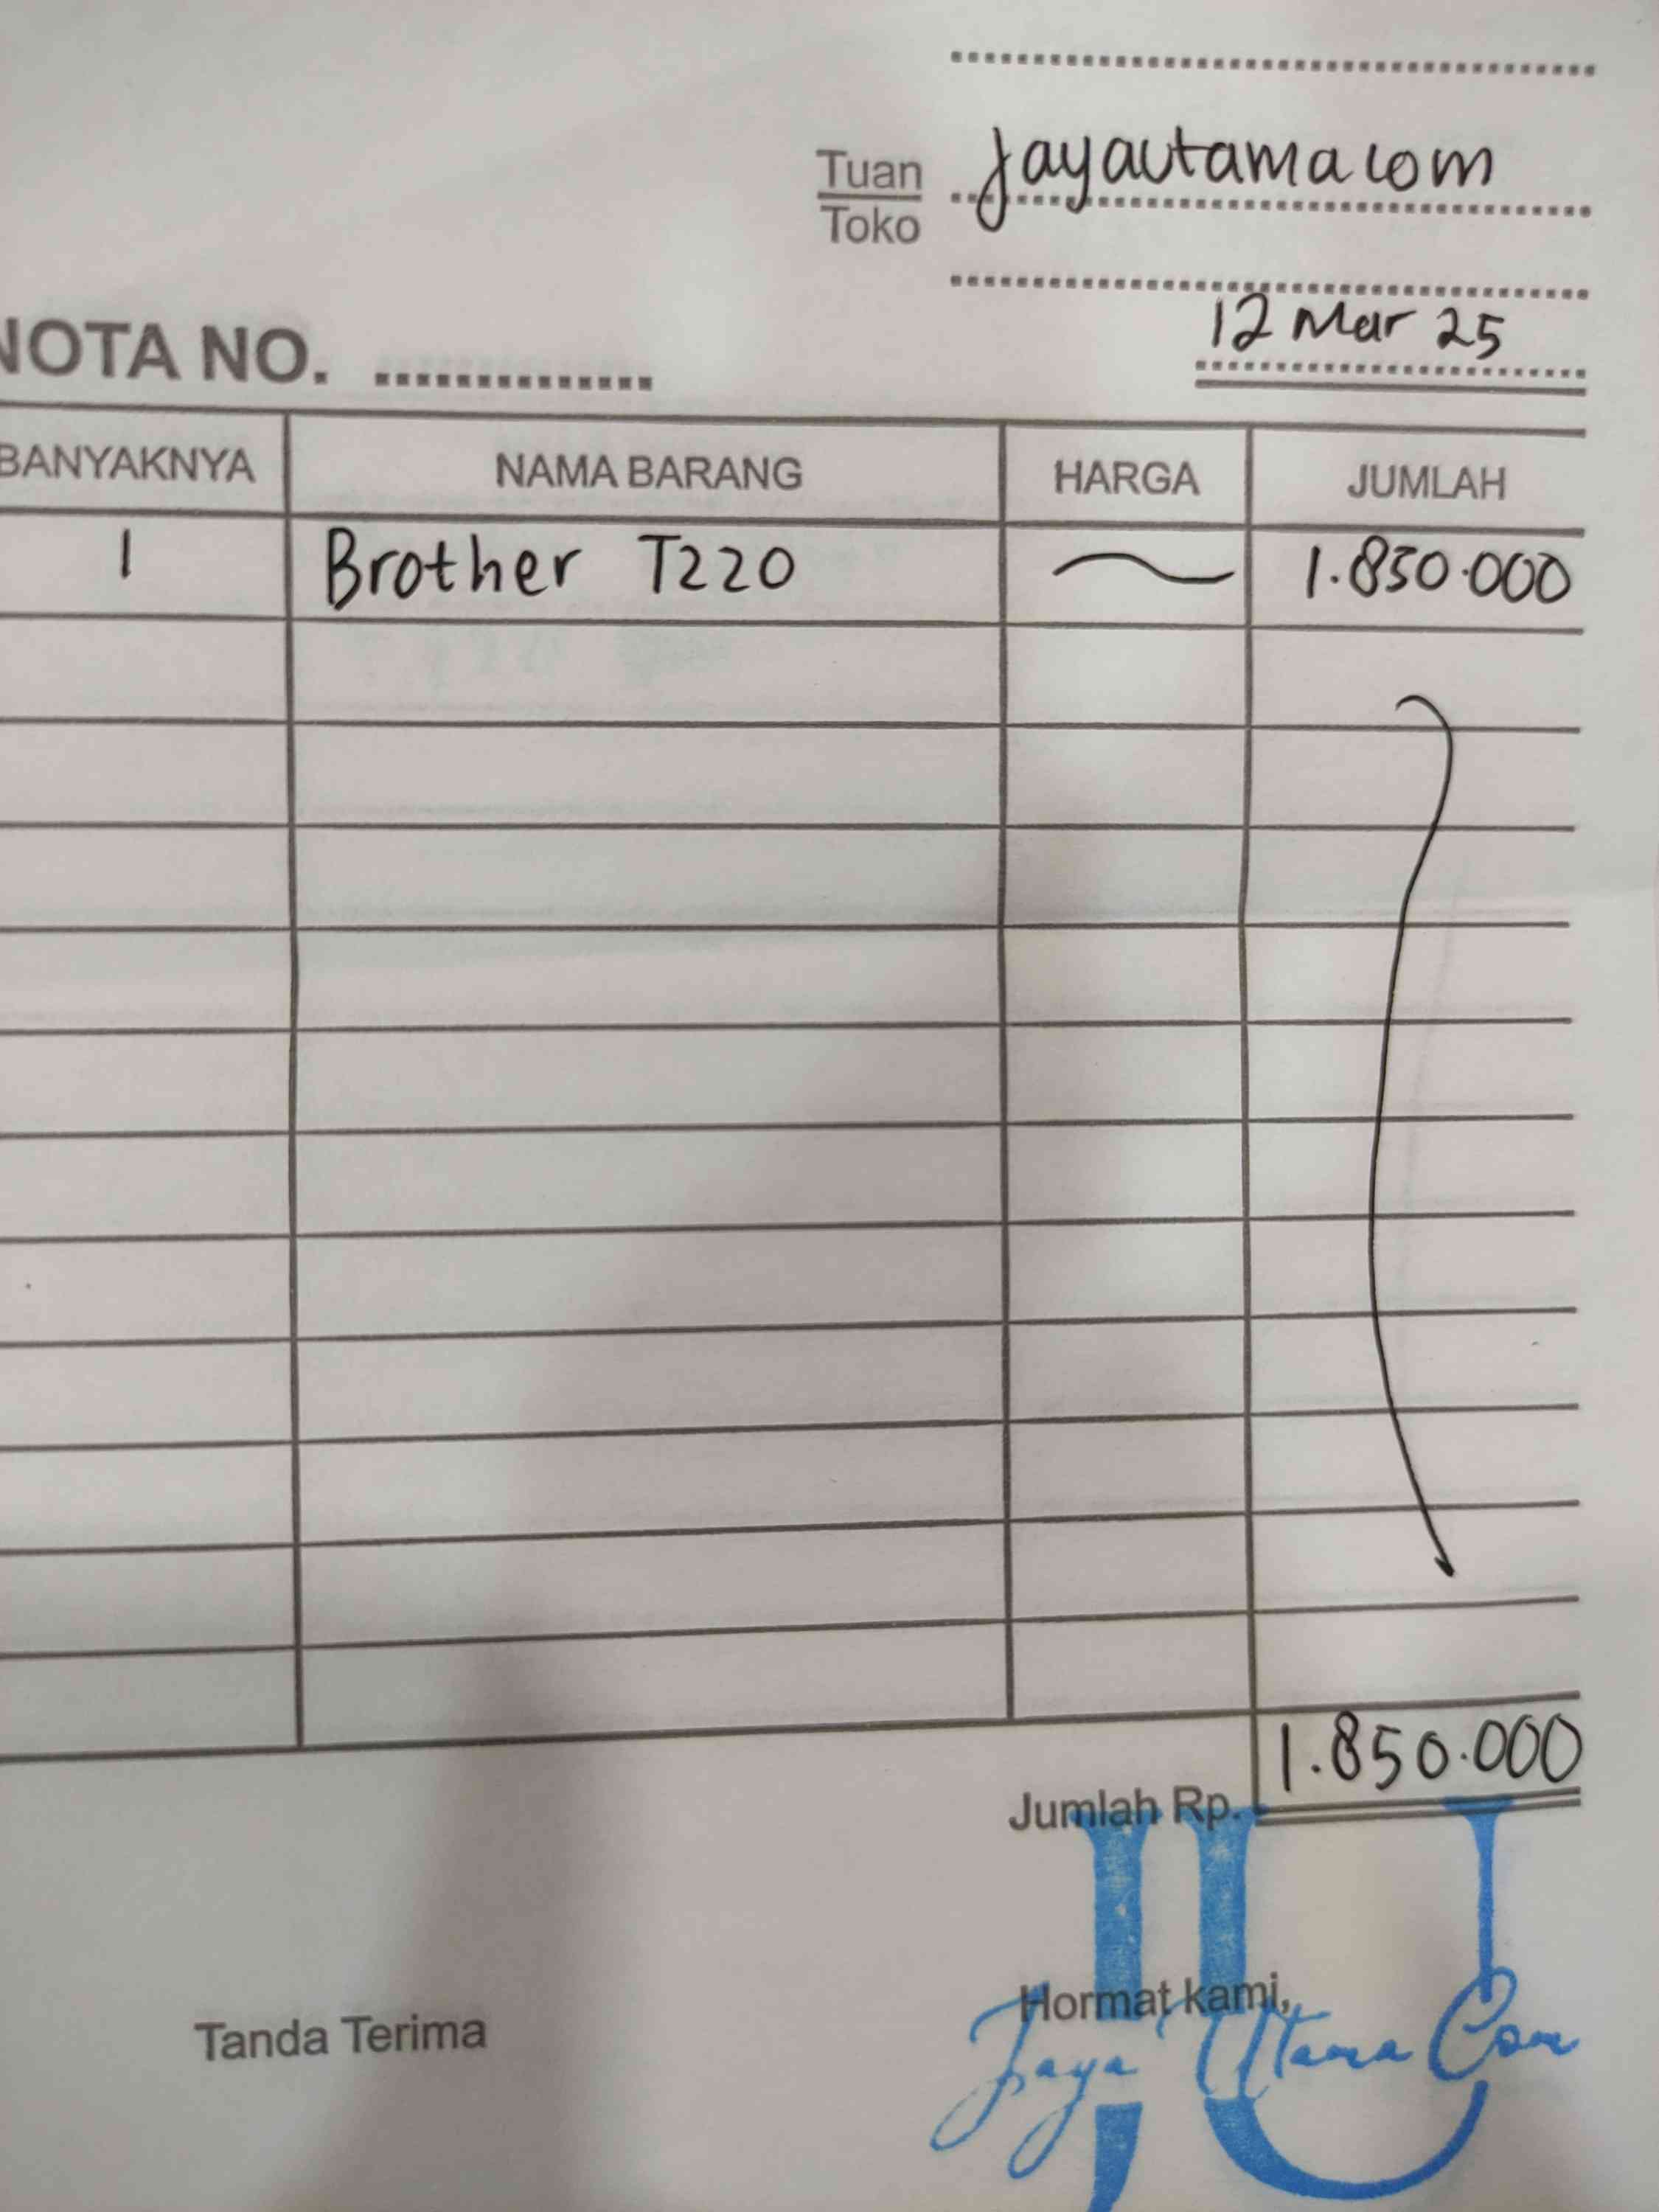 Tuan
Toko
Jayautama com
12 Mar 25
NOTA NO. ..............
BANYAKNYA NAMA BARANG HARGA JUMLAH
1 Brother T220 1.850.000
Jumlah Rp. 1.850.000
Tanda Terima
Hormat kami,
JU
Jaya Utama Com